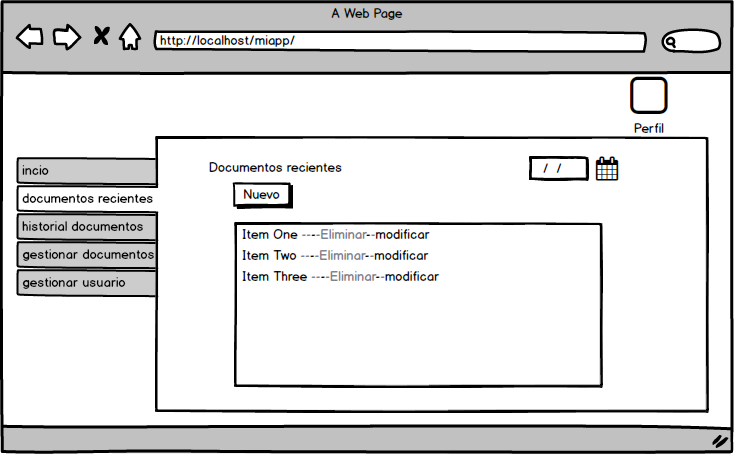 A Web Page
http://localhost/miapp/
Perfil
incio
documentos recientes
historial documentos
gestionar documentos
gestionar usuario
Documentos recientes
/ /
Nuevo
Item One -----Eliminar--modificar
Item Two -----Eliminar--modificar
Item Three -----Eliminar--modificar